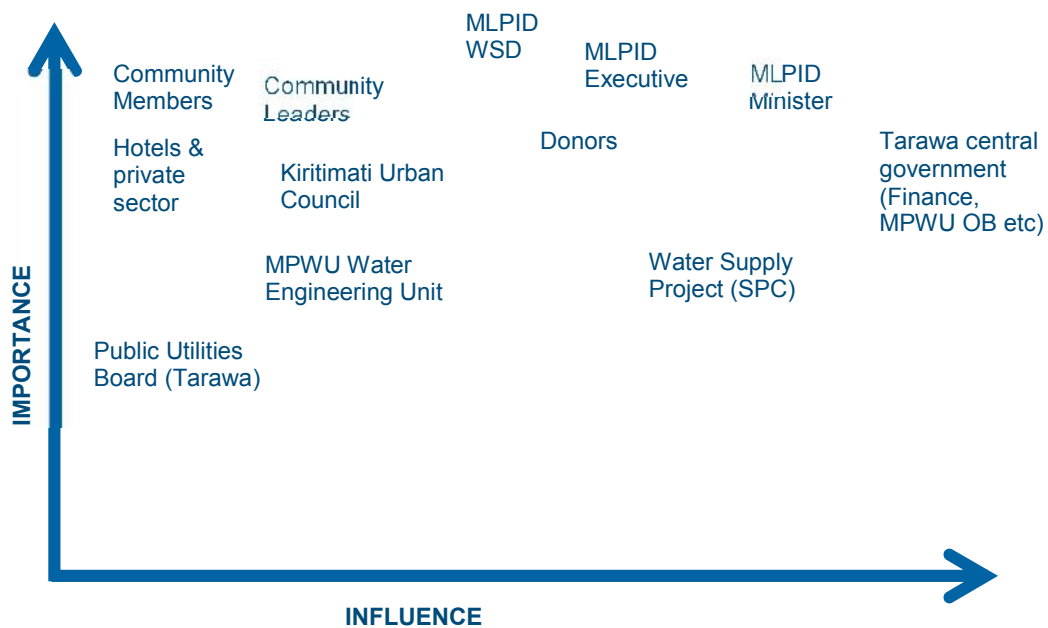 MLPID
WSD
MLPID
Executive
Community
Members
Community
Leaders
MLPID
Minister
Hotels &
private
sector
Donors
Tarawa central
government
(Finance,
MPWU OB etc)
Kiritimati Urban
Council
MPWU Water
Engineering Unit
Water Supply
Project (SPC)
Public Utilities
Board (Tarawa)
IMPORTANCE
INFLUENCE